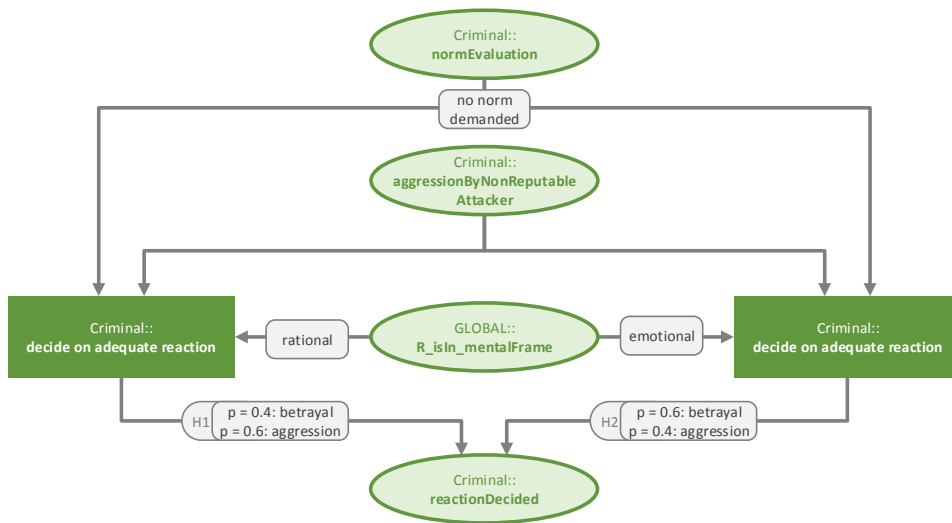 Criminal::
normEvaluation
no norm
demanded
Criminal::
aggressionByNonReputable
Attacker
Criminal::
decide on adequate reaction
rational
GLOBAL::
R_isIn_mentalFrame
emotional
Criminal::
decide on adequate reaction
H1
p = 0.4: betrayal
p = 0.6: aggression
H2
p = 0.6: betrayal
p = 0.4: aggression
Criminal::
reactionDecided